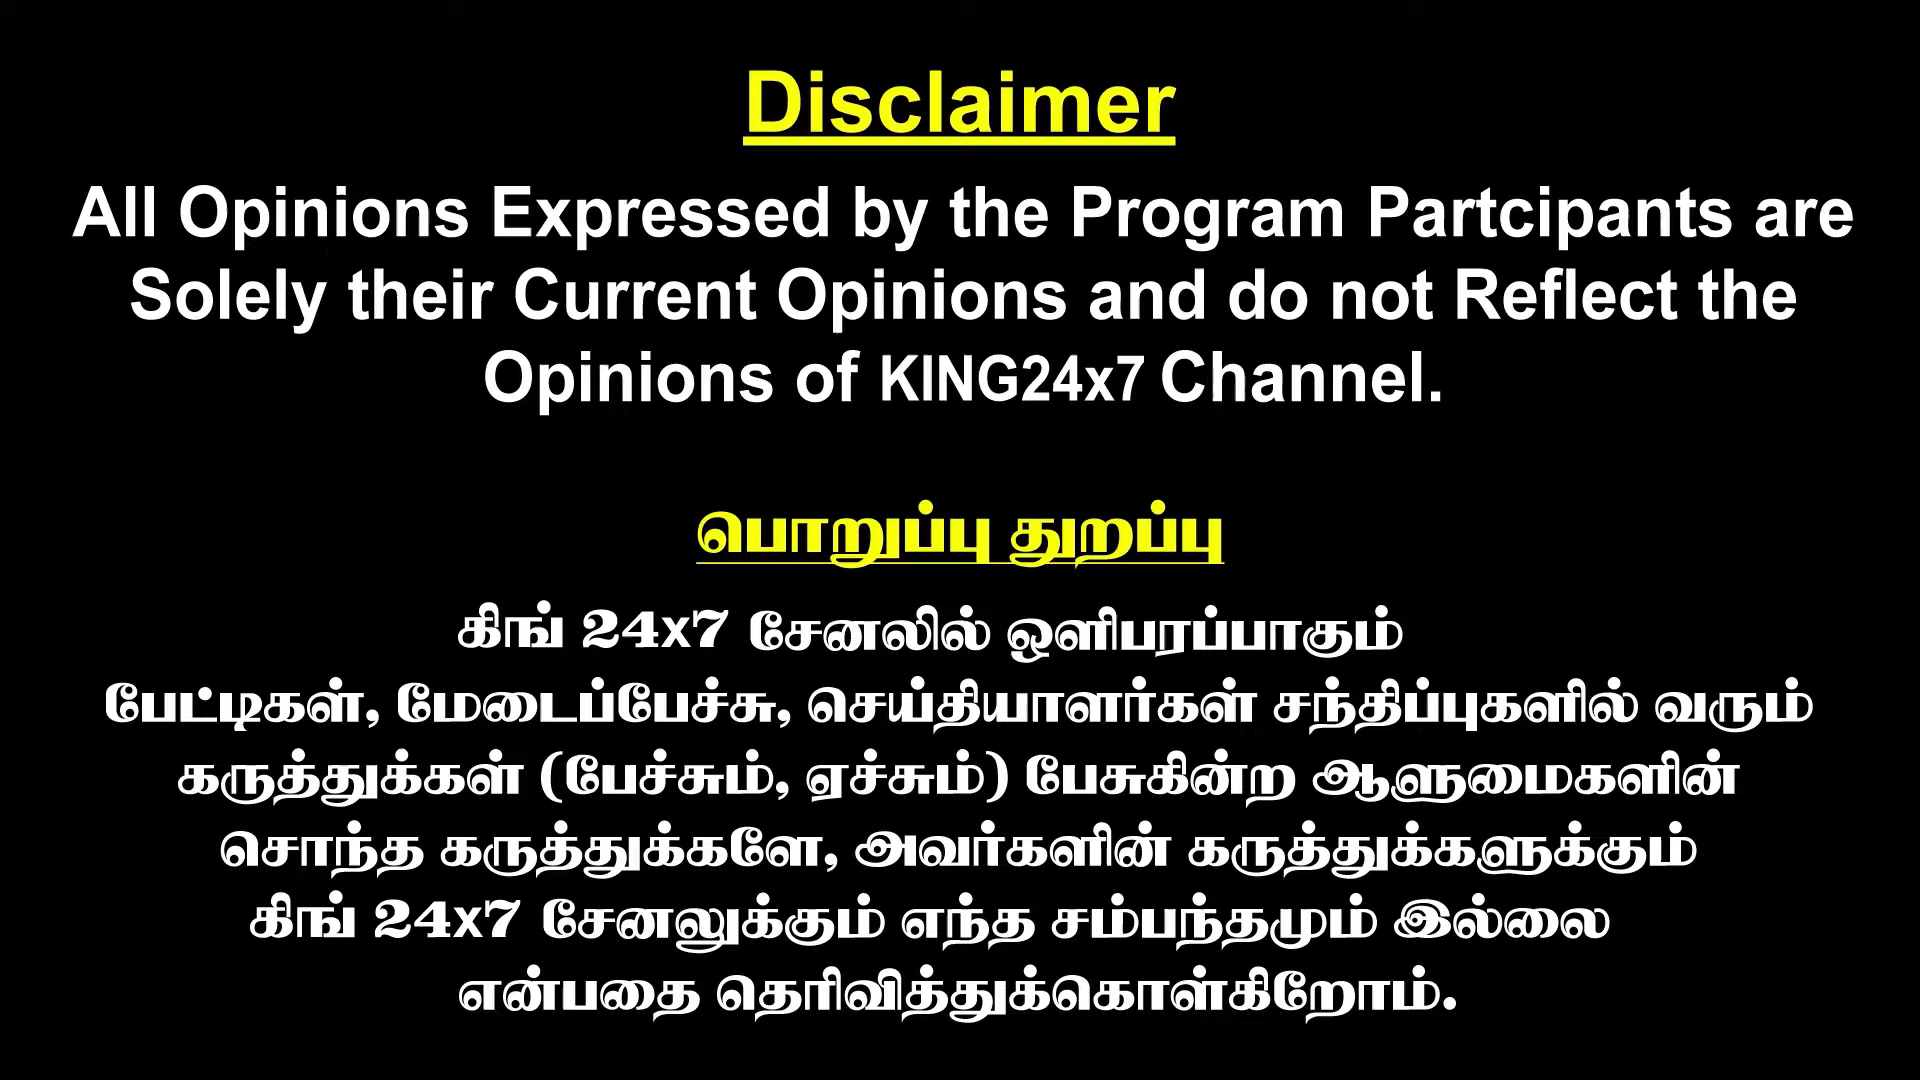 Disclaimer
All Opinions Expressed by the Program Partcipants are
Solely their Current Opinions and do not Reflect the
Opinions of KING24x7 Channel.
பொறுப்பு துறப்பு
கிங் 24x7 சேனலில் ஒளிபரப்பாகும்
பேட்டிகள், மேடைப்பேச்சு, செய்தியாளர்கள் சந்திப்புகளில் வரும்
கருத்துக்கள் (பேச்சும், ஏச்சும்) பேசுகின்ற ஆளுமைகளின்
சொந்த கருத்துக்களே, அவர்களின் கருத்துக்களுக்கும்
கிங் 24x7 சேனலுக்கும் எந்த சம்பந்தமும் இல்லை
என்பதை தெரிவித்துக்கொள்கிறோம்.